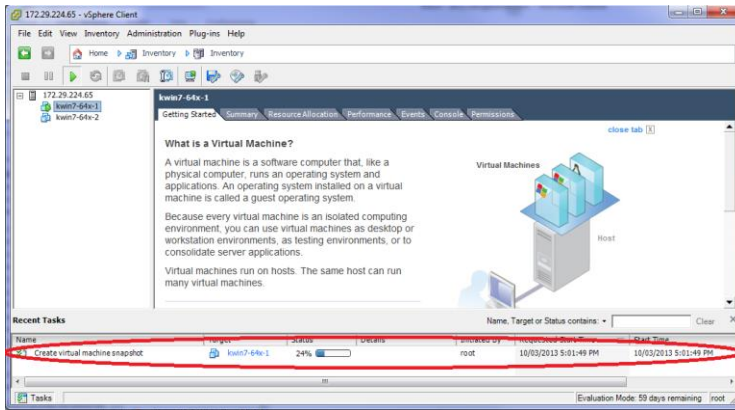 172.29.224.65 - vSphere Client
File Edit View Inventory Administration Plug-ins Help
Home Inventory Inventory
172.29.224.65
kwin7-64x-1
kwin7-64x-2
kwin7-64x-1
Getting Started Summary Resource Allocation Performance Events Console Permissions
close tab
What is a Virtual Machine?
A virtual machine is a software computer that, like a
physical computer, runs an operating system and
applications. An operating system installed on a virtual
machine is called a guest operating system.
Because every virtual machine is an isolated computing
environment, you can use virtual machines as desktop or
workstation environments, as testing environments, or to
consolidate server applications.
Virtual machines run on hosts. The same host can run
many virtual machines.
Virtual Machines
Host
Recent Tasks
Name, Target or Status contains:
Clear
Name Target Status Details Initiated by Requested Start Time Start Time
Create virtual machine snapshot kwin7-64x-1 24% root 10/03/2013 5:01:49 PM 10/03/2013 5:01:49 PM
Tasks
Evaluation Mode: 59 days remaining root